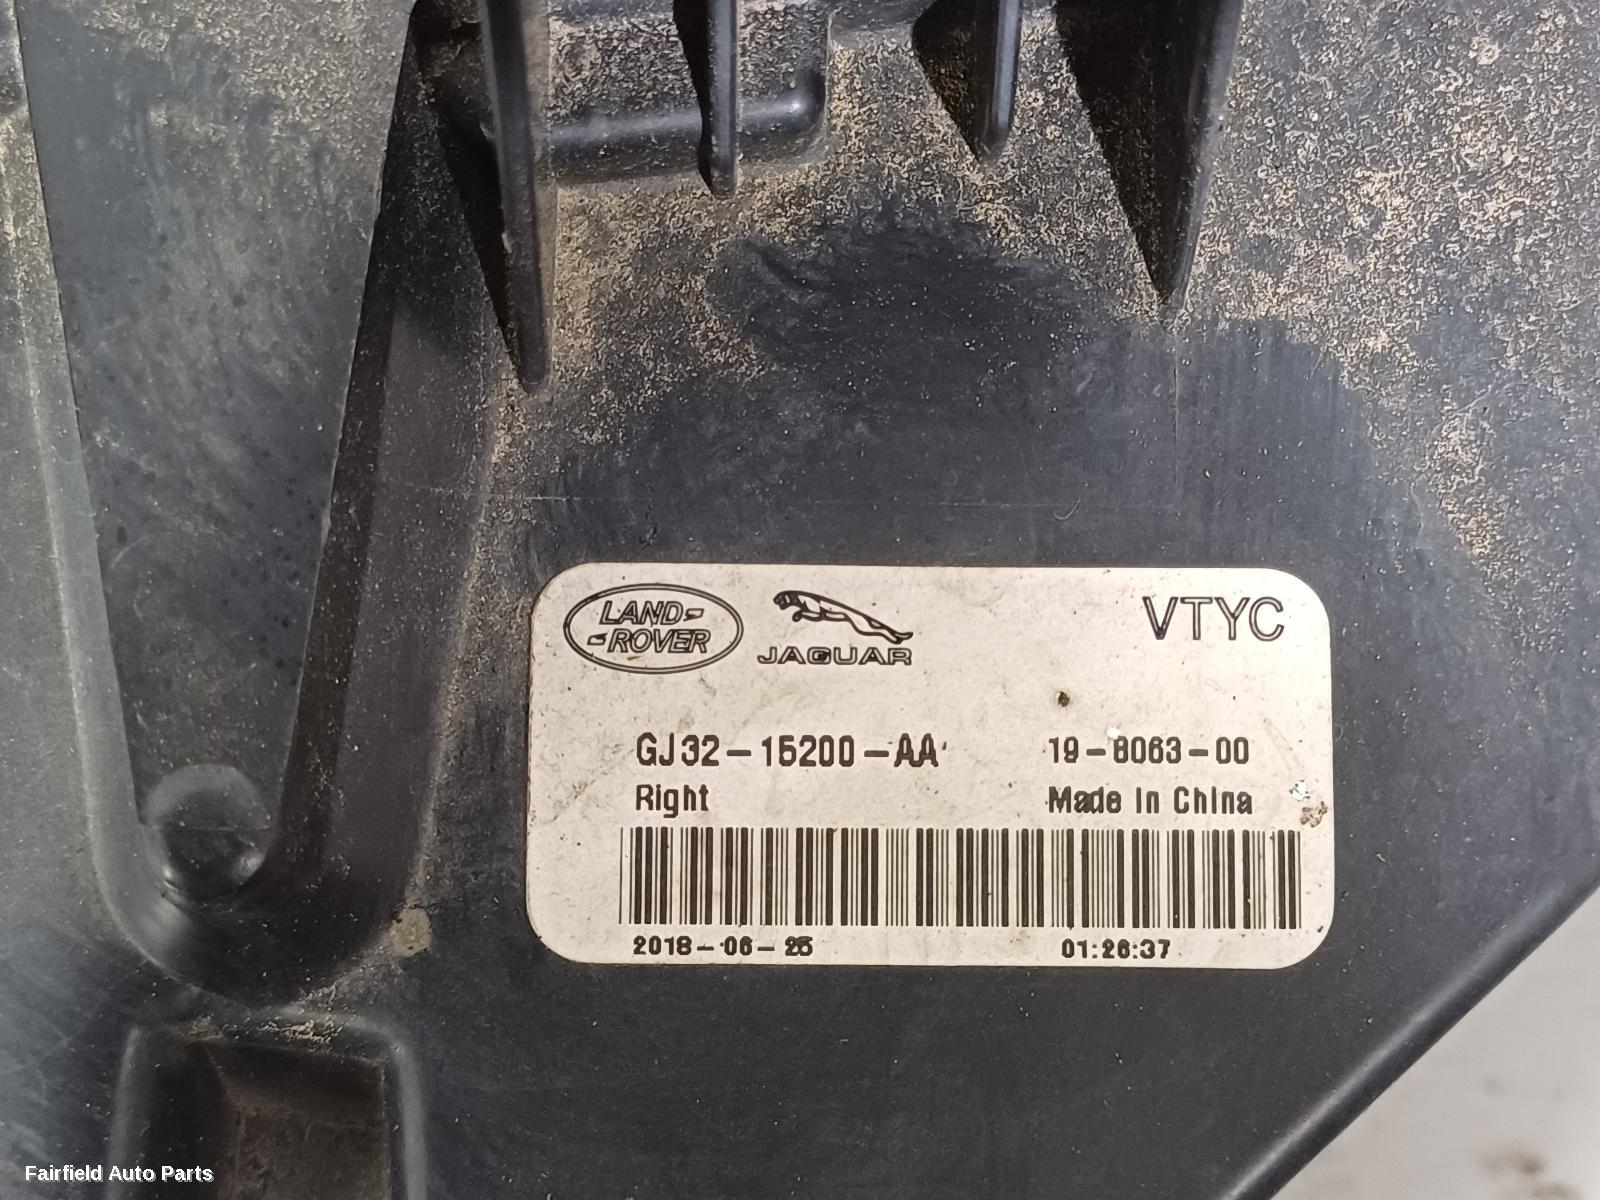 LAND-
-ROVER
JAGUAR
VTYC
GJ32-15200-AA
19-8063-00
Right
Made In China
2018-06-25
01:26:37
Fairfield Auto Parts